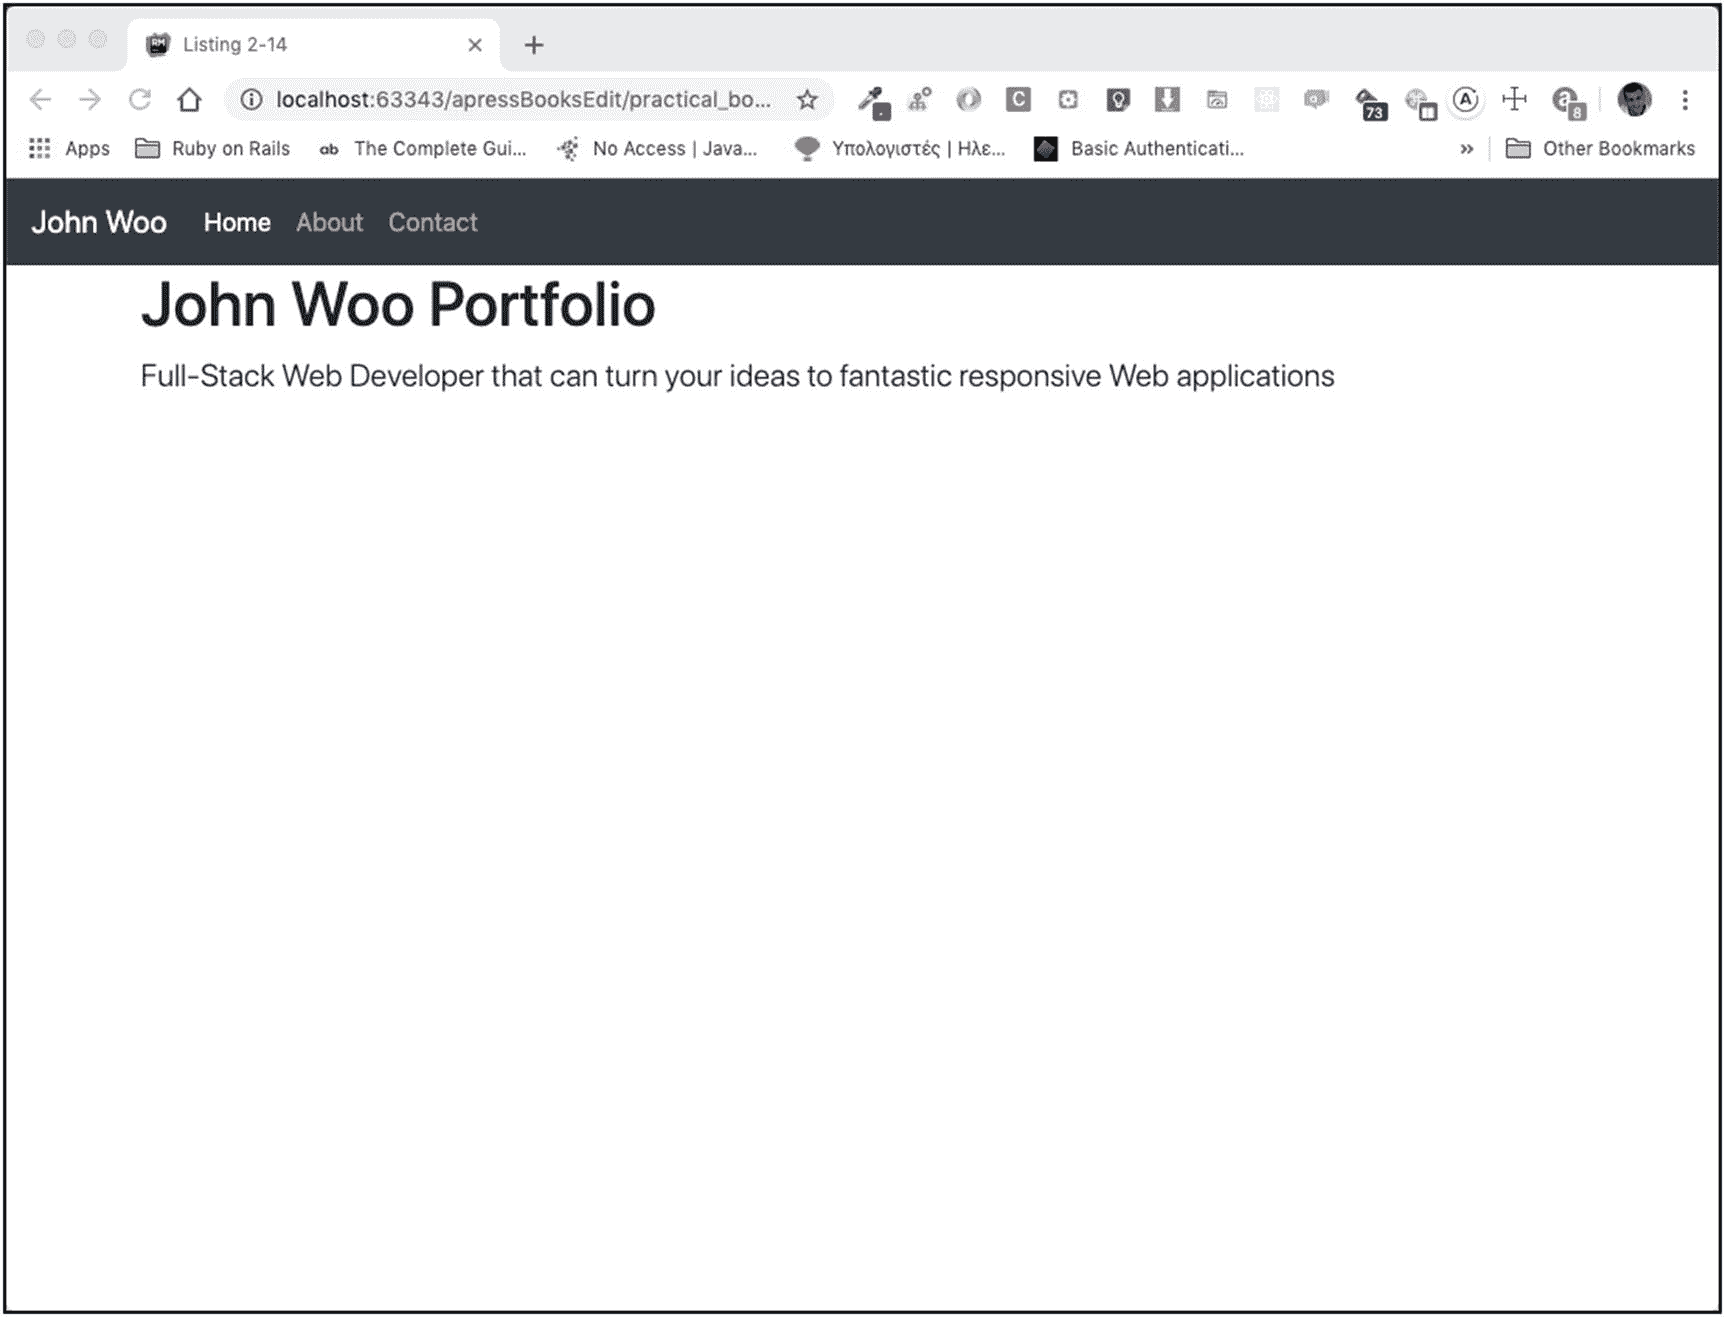 Listing 2-14
localhost:63343/apressBooksEdit/practical_bo...
C
73
A
a
8
Apps
Ruby on Rails
ab
The Complete Gui...
No Access | Java...
Υπολογιστές | Ηλε...
Basic Authenticati...
»
Other Bookmarks
John Woo Home About Contact
John Woo Portfolio
Full-Stack Web Developer that can turn your ideas to fantastic responsive Web applications